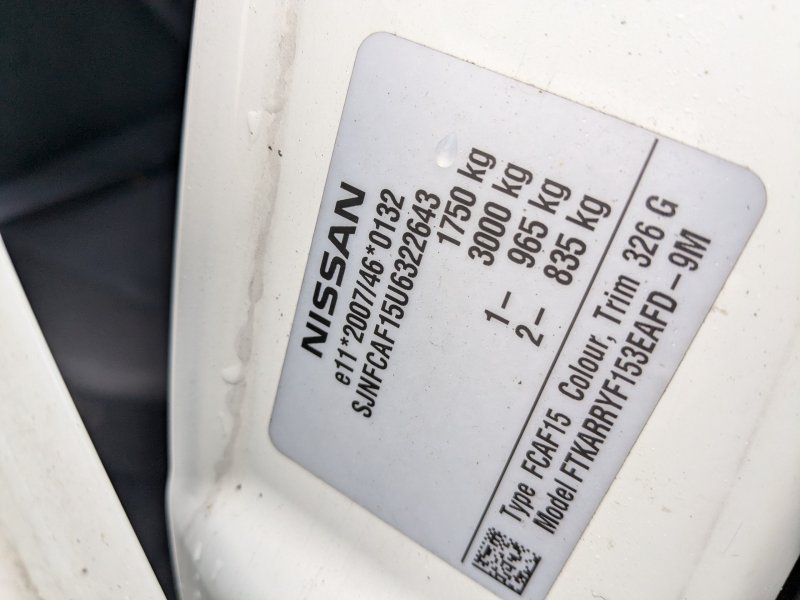 NISSAN
e11*2007/46*0132
SJNFCAF15U6322643
1750 kg
3000 kg
1– 965 kg
2– 835 kg
Type FCAF15 Colour, Trim 326 G
Model FTKARRYF153EAFD–9M